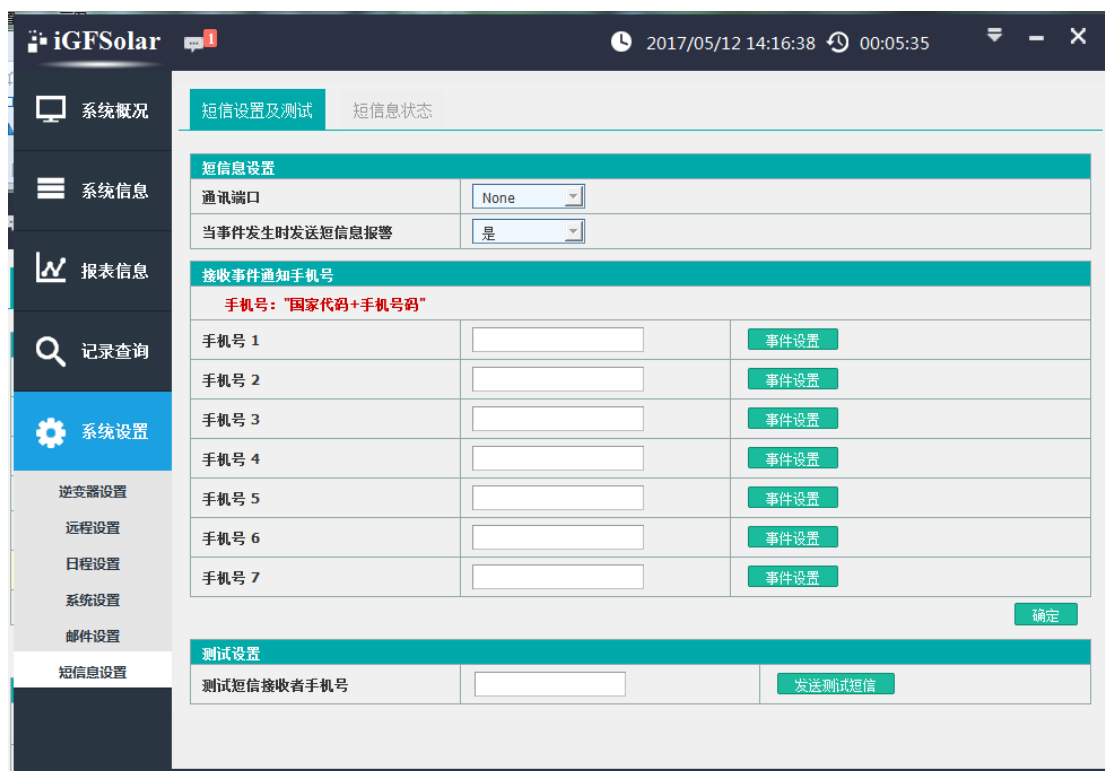 iGFSolar 1 2017/05/12 14:16:38 00:05:35
系统概况
系统信息
报表信息
记录查询
系统设置
逆变器设置
远程设置
日程设置
系统设置
邮件设置
短信息设置
短信设置及测试 短信息状态
短信息设置
通讯端口 None
当事件发生时发送短信息报警 是
接收事件通知手机号
手机号："国家代码+手机号码"
手机号 1 事件设置
手机号 2 事件设置
手机号 3 事件设置
手机号 4 事件设置
手机号 5 事件设置
手机号 6 事件设置
手机号 7 事件设置
确定
测试设置
测试短信接收者手机号 发送测试短信